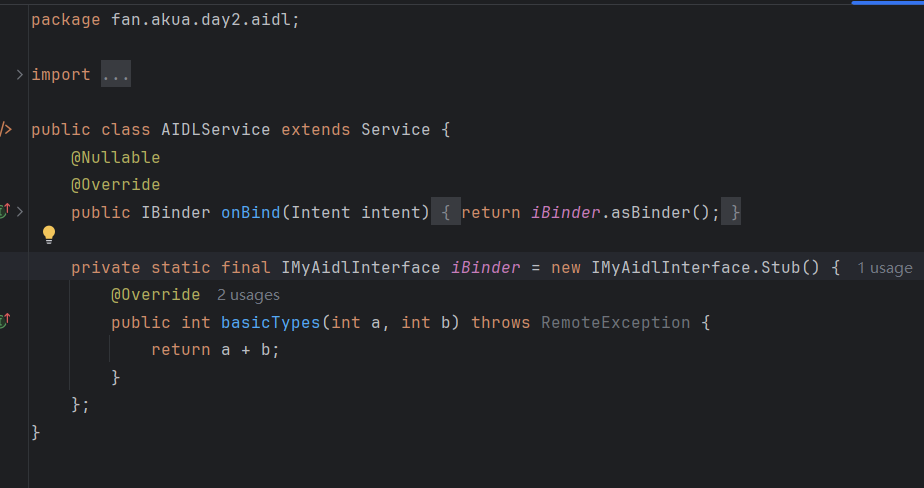 package fan.akua.day2.aidl;
import ...
public class AIDLService extends Service {
@Nullable
@Override
public IBinder onBind(Intent intent) { return iBinder.asBinder(); }
private static final IMyAidlInterface iBinder = new IMyAidlInterface.Stub() { 1 usage
@Override 2 usages
public int basicTypes(int a, int b) throws RemoteException {
return a + b;
}
};
}